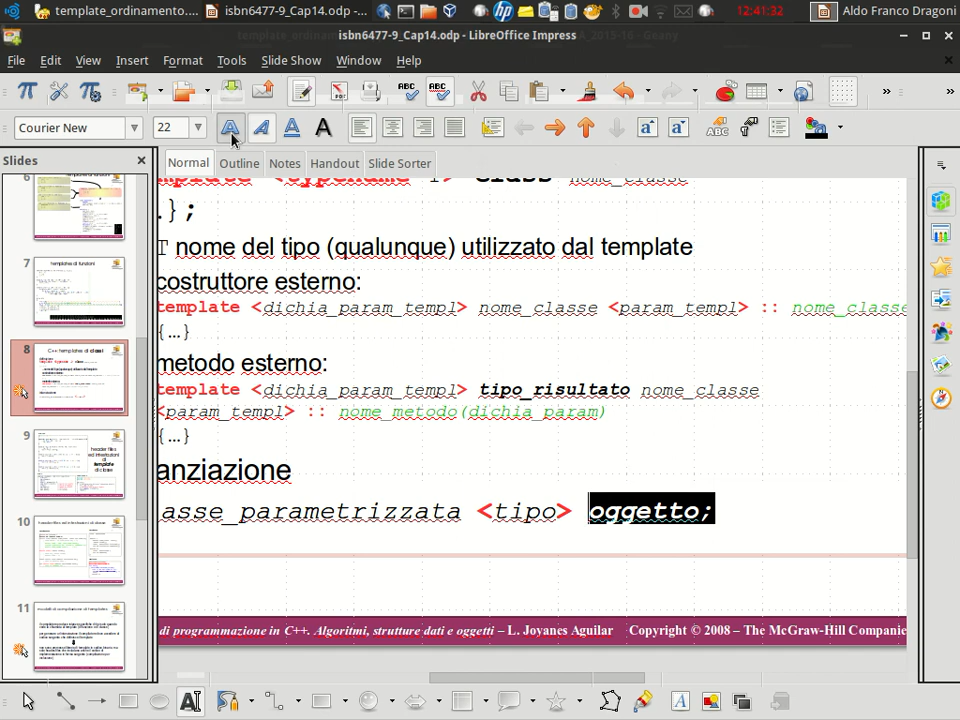 template_ordinamento....
isbn6477-9_Cap14.odp -...
12:41:32
Aldo Franco Dragoni
isbn6477-9_Cap14.odp - LibreOffice Impress
File Edit View Insert Format Tools Slide Show Window Help
Courier New
22
Slides
Normal Outline Notes Handout Slide Sorter
6
7
8
9
10
11
nome_classe
.};
T nome del tipo (qualunque) utilizzato dal template
costruttore esterno:
template <dichia_param_templ> nome_classe <param_templ> :: nome_classe
{…}
metodo esterno:
template <dichia_param_templ> tipo_risultato nome_classe
<param_templ> :: nome_metodo(dichia_param)
{…}
anziazione
asse_parametrizzata <tipo> oggetto;
di programmazione in C++. Algoritmi, strutture dati e oggetti – L. Joyanes Aguilar Copyright © 2008 – The McGraw-Hill Companie